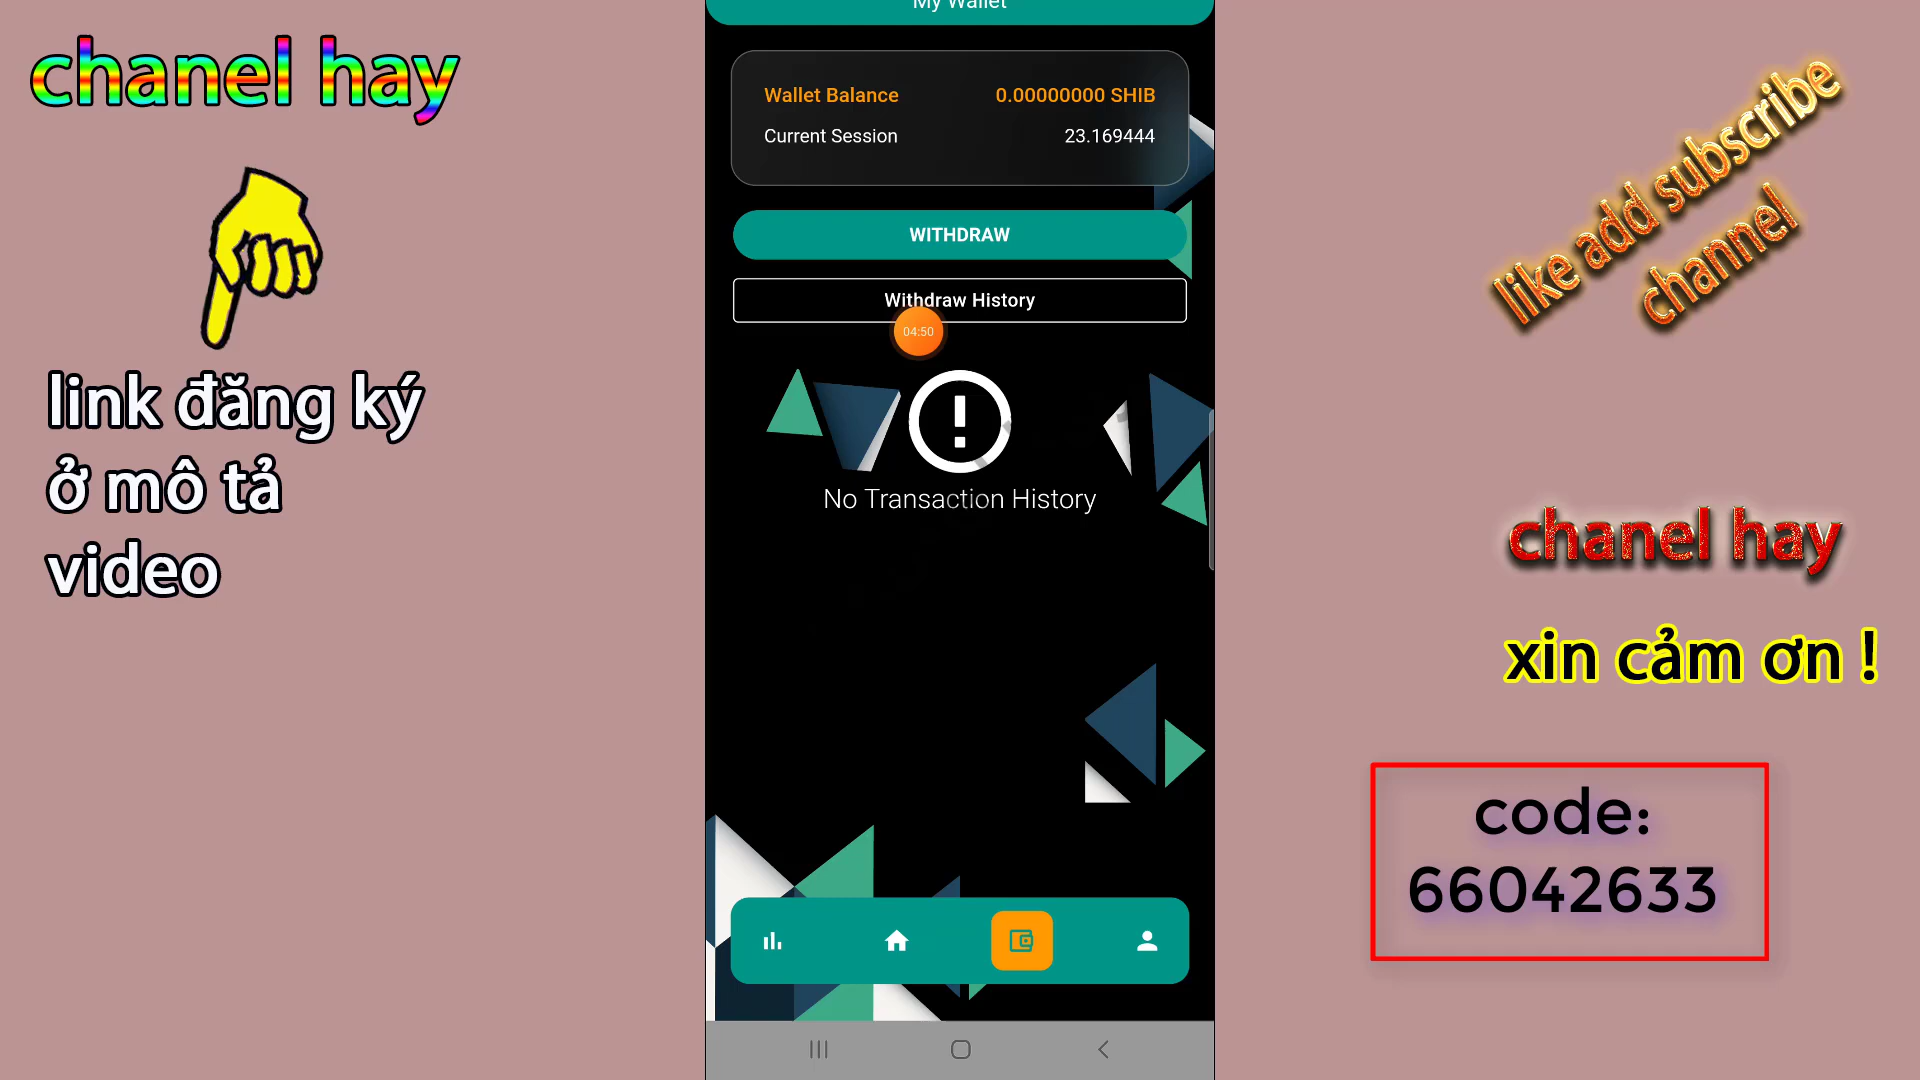 chanel hay
link đăng ký
ở mô tả
video
My Wallet
Wallet Balance 0.00000000 SHIB
Current Session 23.169444
WITHDRAW
Withdraw History
04:50
No Transaction History
like add subscribe
channel
chanel hay
xin cảm ơn !
code:
66042633